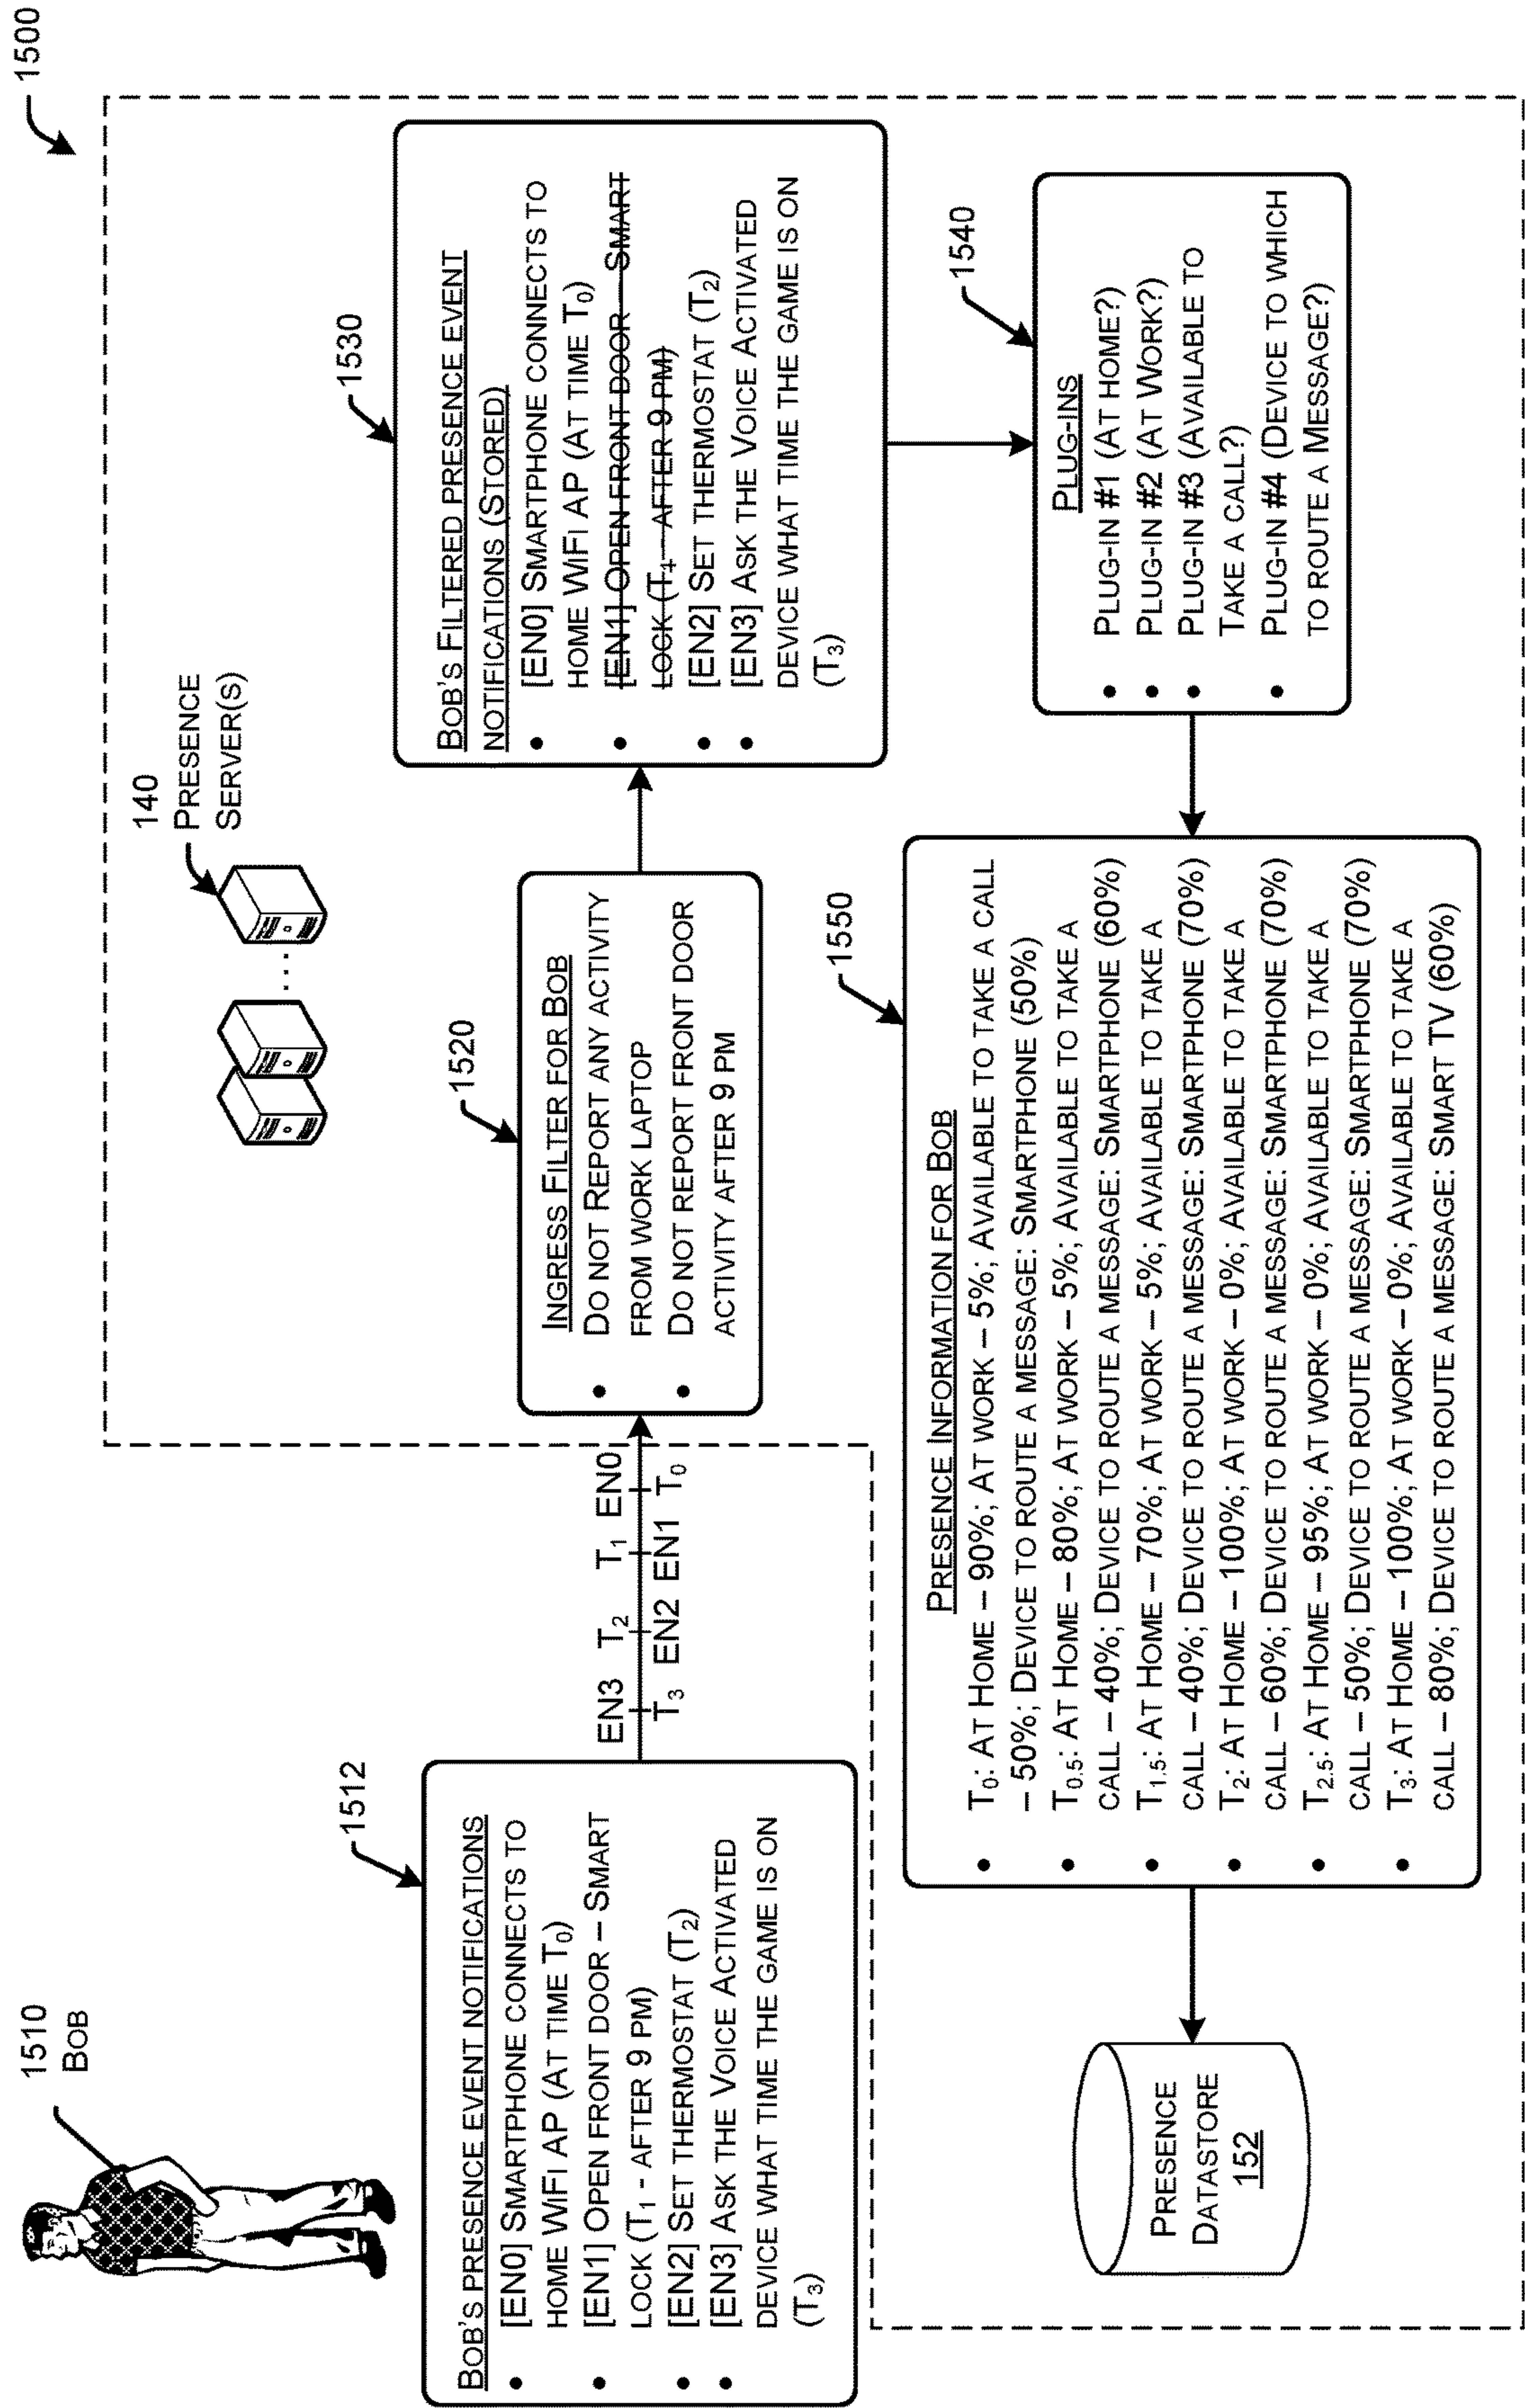 1500
1510
BOB
140
PRESENCE
SERVER(S)
1512
BOB'S PRESENCE EVENT NOTIFICATIONS
• [EN0] SMARTPHONE CONNECTS TO
HOME WIFI AP (AT TIME T0)
• [EN1] OPEN FRONT DOOR – SMART
LOCK (T1 - AFTER 9 PM)
• [EN2] SET THERMOSTAT (T2)
• [EN3] ASK THE VOICE ACTIVATED
DEVICE WHAT TIME THE GAME IS ON
(T3)
EN3 T2 T1 EN0
T3 EN2 EN1 T0
1520
INGRESS FILTER FOR BOB
• DO NOT REPORT ANY ACTIVITY
FROM WORK LAPTOP
• DO NOT REPORT FRONT DOOR
ACTIVITY AFTER 9 PM
1530
BOB'S FILTERED PRESENCE EVENT
NOTIFICATIONS (STORED)
• [EN0] SMARTPHONE CONNECTS TO
HOME WIFI AP (AT TIME T0)
• [EN1] OPEN FRONT DOOR – SMART
LOCK (T1 - AFTER 9 PM)
• [EN2] SET THERMOSTAT (T2)
• [EN3] ASK THE VOICE ACTIVATED
DEVICE WHAT TIME THE GAME IS ON
(T3)
1540
PLUG-INS
• PLUG-IN #1 (AT HOME?)
• PLUG-IN #2 (AT WORK?)
• PLUG-IN #3 (AVAILABLE TO
TAKE A CALL?)
• PLUG-IN #4 (DEVICE TO WHICH
TO ROUTE A MESSAGE?)
1550
PRESENCE INFORMATION FOR BOB
• T0: AT HOME – 90%; AT WORK – 5%; AVAILABLE TO TAKE A CALL
– 50%; DEVICE TO ROUTE A MESSAGE: SMARTPHONE (50%)
• T0.5: AT HOME – 80%; AT WORK – 5%; AVAILABLE TO TAKE A
CALL – 40%; DEVICE TO ROUTE A MESSAGE: SMARTPHONE (60%)
• T1.5: AT HOME – 70%; AT WORK – 5%; AVAILABLE TO TAKE A
CALL – 40%; DEVICE TO ROUTE A MESSAGE: SMARTPHONE (70%)
• T2: AT HOME – 100%; AT WORK – 0%; AVAILABLE TO TAKE A
CALL – 60%; DEVICE TO ROUTE A MESSAGE: SMARTPHONE (70%)
• T2.5: AT HOME – 95%; AT WORK – 0%; AVAILABLE TO TAKE A
CALL – 50%; DEVICE TO ROUTE A MESSAGE: SMARTPHONE (70%)
• T3: AT HOME – 100%; AT WORK – 0%; AVAILABLE TO TAKE A
CALL – 80%; DEVICE TO ROUTE A MESSAGE: SMART TV (60%)
PRESENCE
DATASTORE
152